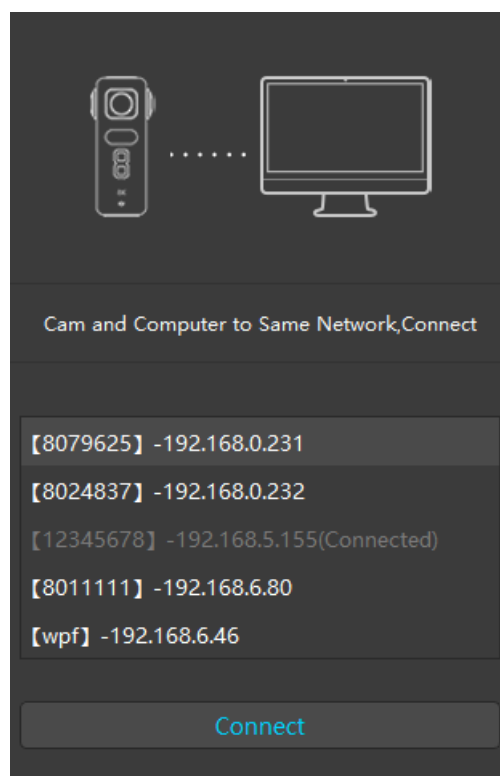 8K
Cam and Computer to Same Network,Connect
【8079625】-192.168.0.231
【8024837】-192.168.0.232
【12345678】-192.168.5.155(Connected)
【8011111】-192.168.6.80
【wpf】-192.168.6.46
Connect